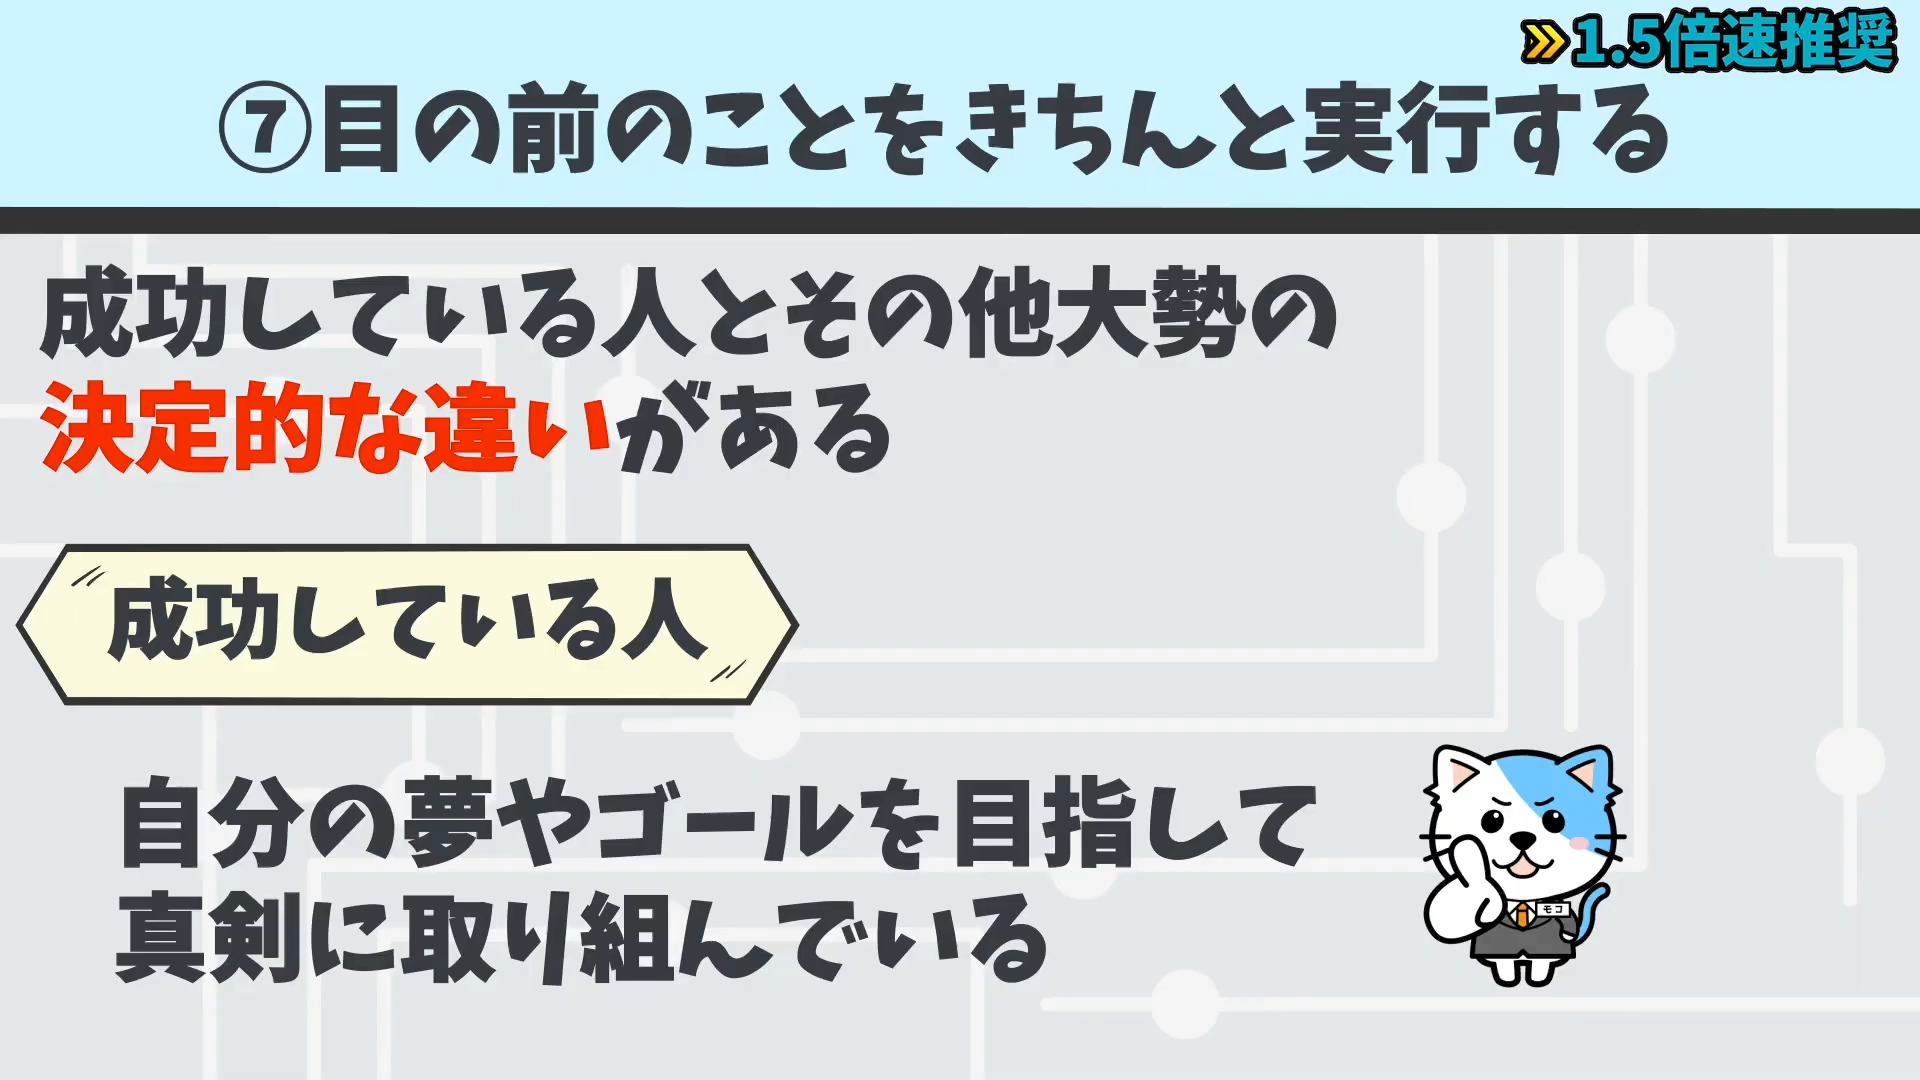 1.5倍速推奨
⑦目の前のことをきちんと実行する
成功している人とその他大勢の
決定的な違いがある
成功している人
自分の夢やゴールを目指して
真剣に取り組んでいる
モコ